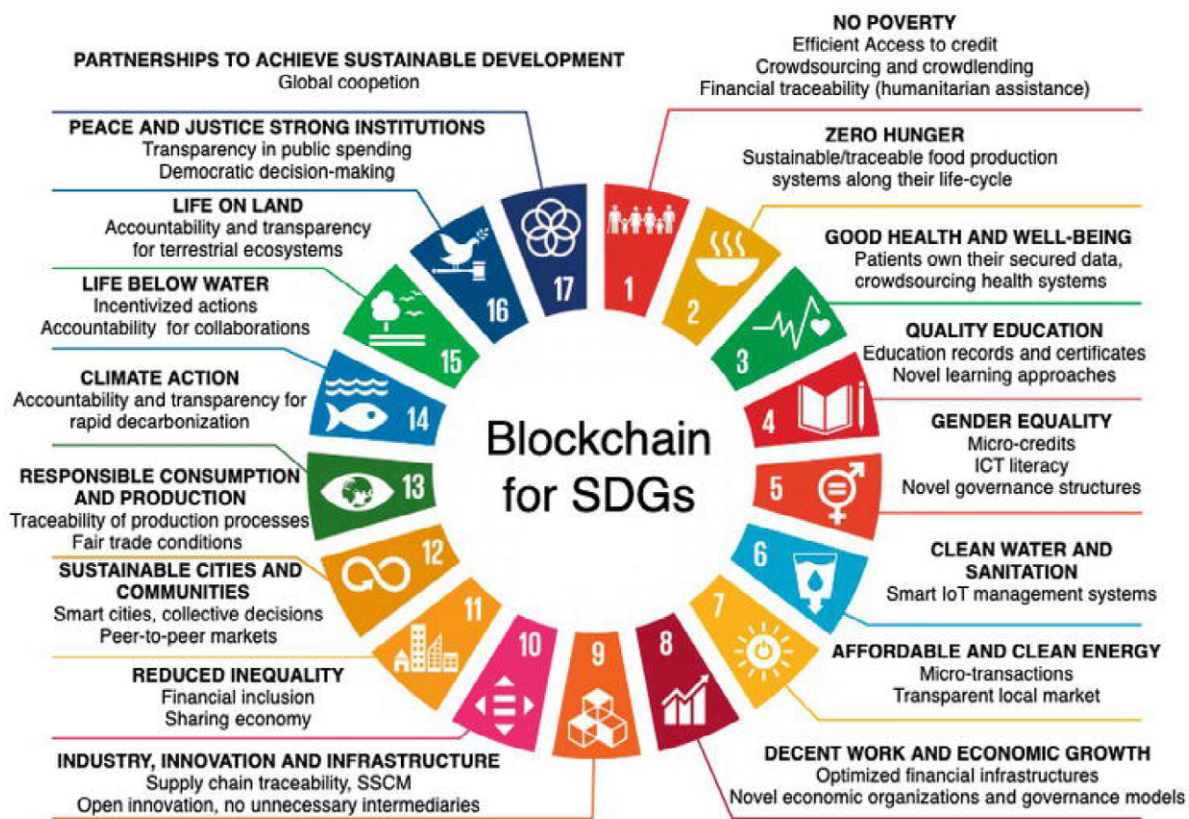 NO POVERTY
Efficient Access to credit
Crowdsourcing and crowdlending
Financial traceability (humanitarian assistance)
ZERO HUNGER
Sustainable/traceable food production
systems along their life-cycle
GOOD HEALTH AND WELL-BEING
Patients own their secured data,
crowdsourcing health systems
QUALITY EDUCATION
Education records and certificates
Novel learning approaches
GENDER EQUALITY
Micro-credits
ICT literacy
Novel governance structures
CLEAN WATER AND
SANITATION
Smart IoT management systems
AFFORDABLE AND CLEAN ENERGY
Micro-transactions
Transparent local market
DECENT WORK AND ECONOMIC GROWTH
Optimized financial infrastructures
Novel economic organizations and governance models
INDUSTRY, INNOVATION AND INFRASTRUCTURE
Supply chain traceability, SSCM
Open innovation, no unnecessary intermediaries
REDUCED INEQUALITY
Financial inclusion
Sharing economy
SUSTAINABLE CITIES AND
COMMUNITIES
Smart cities, collective decisions
Peer-to-peer markets
RESPONSIBLE CONSUMPTION
AND PRODUCTION
Traceability of production processes
Fair trade conditions
CLIMATE ACTION
Accountability and transparency for
rapid decarbonization
LIFE BELOW WATER
Incentivized actions
Accountability for collaborations
LIFE ON LAND
Accountability and transparency
for terrestrial ecosystems
PEACE AND JUSTICE STRONG INSTITUTIONS
Transparency in public spending
Democratic decision-making
PARTNERSHIPS TO ACHIEVE SUSTAINABLE DEVELOPMENT
Global coopetion
1
2
3
4
5
6
7
8
9
10
11
12
13
14
15
16
17
Blockchain
for SDGs